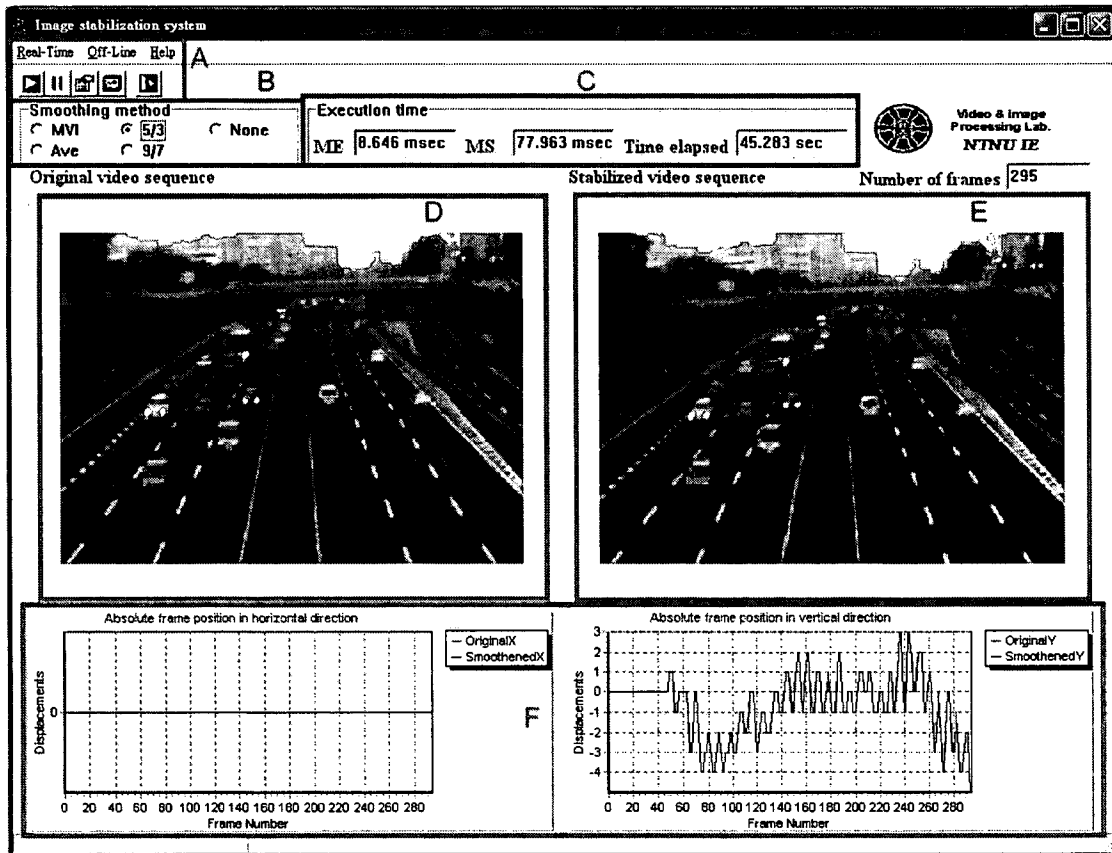 Image stabilization system
Real-Time Off-Line Help
A
B
C
Smoothing method
MVI 5/3 None
Ave 9/7
Execution time
ME 8.646 msec MS 77.963 msec Time elapsed 45.283 sec
Video & Image
Processing Lab.
NTNU IE
Original video sequence
Stabilized video sequence
Number of frames 295
D
E
Absolute frame position in horizontal direction
OriginalX
SmoothenedX
Displacements
0
0 20 40 60 80 100 120 140 160 180 200 220 240 260 280
Frame Number
F
Absolute frame position in vertical direction
OriginalY
SmoothenedY
Displacements
3
2
1
0
-1
-2
-3
-4
0 20 40 60 80 100 120 140 160 180 200 220 240 260 280
Frame Number